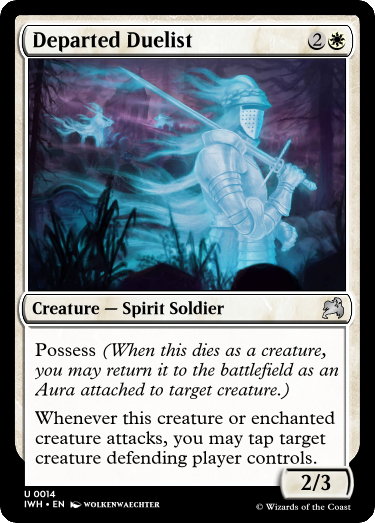 Departed Duelist 2
Creature — Spirit Soldier
Possess (When this dies as a creature,
you may return it to the battlefield as an
Aura attached to target creature.)
Whenever this creature or enchanted
creature attacks, you may tap target
creature defending player controls.
2/3
U 0014
IWH • EN WOLKENWAECHTER
© Wizards of the Coast